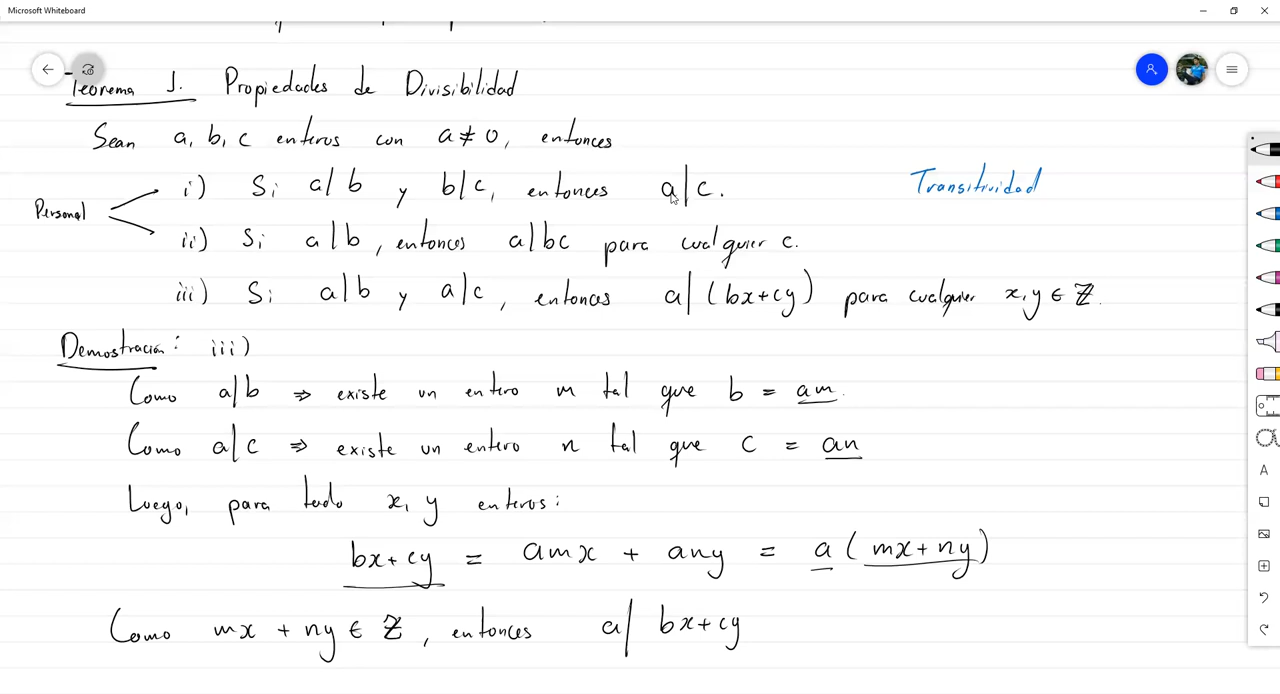 Microsoft Whiteboard
Teorema 1. Propiedades de Divisibilidad
Sean a, b, c enteros con a ≠ 0, entonces
i) Si a|b y b|c, entonces a|c. Transitividad
Personal
ii) Si a|b, entonces a|bc para cualquier c.
iii) Si a|b y a|c, entonces a|(bx+cy) para cualquier x,y ∈ ℤ.
Demostración: iii)
Como a|b ⇒ existe un entero m tal que b = am.
Como a|c ⇒ existe un entero n tal que c = an
Luego, para todo x, y enteros:
bx+cy = amx + any = a(mx+ny)
Como mx + ny ∈ ℤ, entonces a| bx+cy